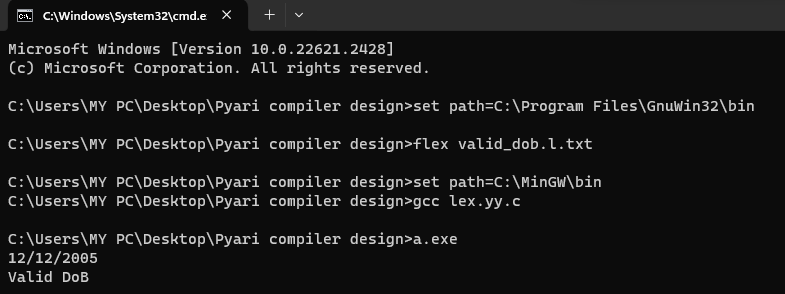 C:\Windows\System32\cmd.e
Microsoft Windows [Version 10.0.22621.2428]
(c) Microsoft Corporation. All rights reserved.
C:\Users\MY PC\Desktop\Pyari compiler design>set path=C:\Program Files\GnuWin32\bin
C:\Users\MY PC\Desktop\Pyari compiler design>flex valid_dob.l.txt
C:\Users\MY PC\Desktop\Pyari compiler design>set path=C:\MinGW\bin
C:\Users\MY PC\Desktop\Pyari compiler design>gcc lex.yy.c
C:\Users\MY PC\Desktop\Pyari compiler design>a.exe
12/12/2005
Valid DoB